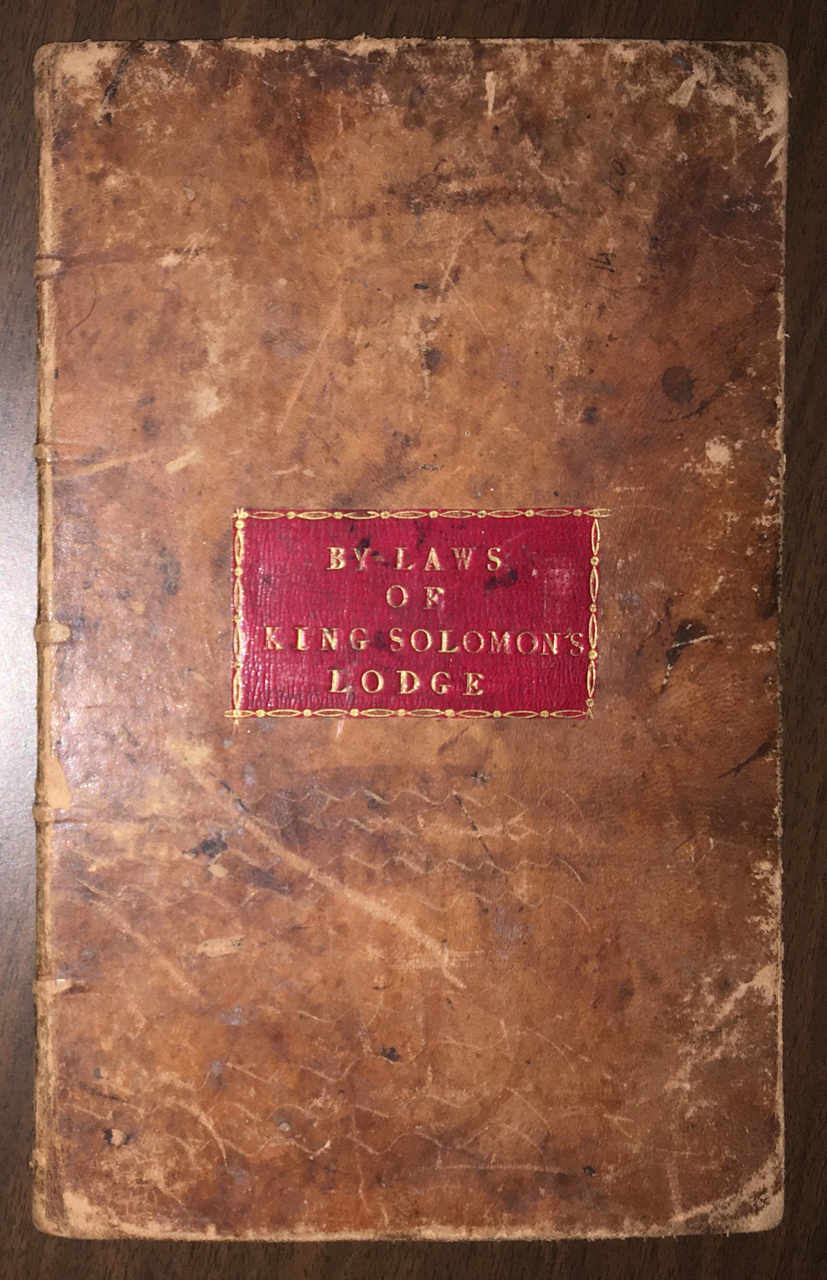 BY-LAWS
OF
KING SOLOMON'S
LODGE